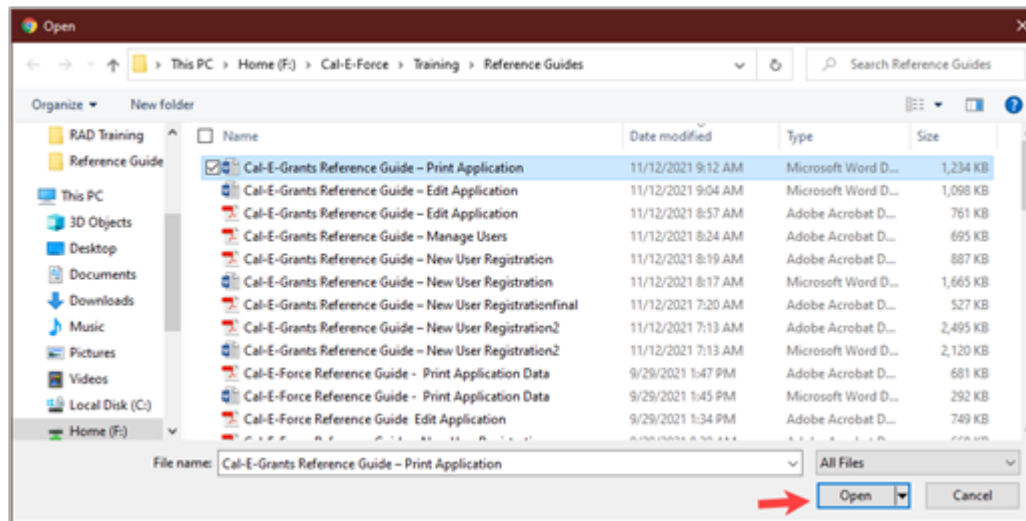 Open
This PC > Home (F:) > Cal-E-Force > Training > Reference Guides Search Reference Guides
Organize New folder
RAD Training Name Date modified Type Size
Reference Guide Cal-E-Grants Reference Guide – Print Application 11/12/2021 9:12 AM Microsoft Word D... 1,234 KB
This PC Cal-E-Grants Reference Guide – Edit Application 11/12/2021 9:04 AM Microsoft Word D... 1,098 KB
3D Objects Cal-E-Grants Reference Guide – Edit Application 11/12/2021 8:57 AM Adobe Acrobat D... 761 KB
Desktop Cal-E-Grants Reference Guide – Manage Users 11/12/2021 8:24 AM Adobe Acrobat D... 695 KB
Documents Cal-E-Grants Reference Guide – New User Registration 11/12/2021 8:19 AM Adobe Acrobat D... 887 KB
Downloads Cal-E-Grants Reference Guide – New User Registration 11/12/2021 8:17 AM Microsoft Word D... 1,665 KB
Music Cal-E-Grants Reference Guide – New User Registrationfinal 11/12/2021 7:20 AM Adobe Acrobat D... 527 KB
Pictures Cal-E-Grants Reference Guide – New User Registration2 11/12/2021 7:13 AM Adobe Acrobat D... 2,495 KB
Videos Cal-E-Grants Reference Guide – New User Registration2 11/12/2021 7:13 AM Microsoft Word D... 2,120 KB
Local Disk (C:) Cal-E-Force Reference Guide - Print Application Data 9/29/2021 1:47 PM Adobe Acrobat D... 681 KB
Home (F:) Cal-E-Force Reference Guide - Print Application Data 9/29/2021 1:45 PM Microsoft Word D... 292 KB
Cal-E-Force Reference Guide Edit Application 9/29/2021 1:34 PM Adobe Acrobat D... 749 KB
File name: Cal-E-Grants Reference Guide – Print Application All Files
Open Cancel